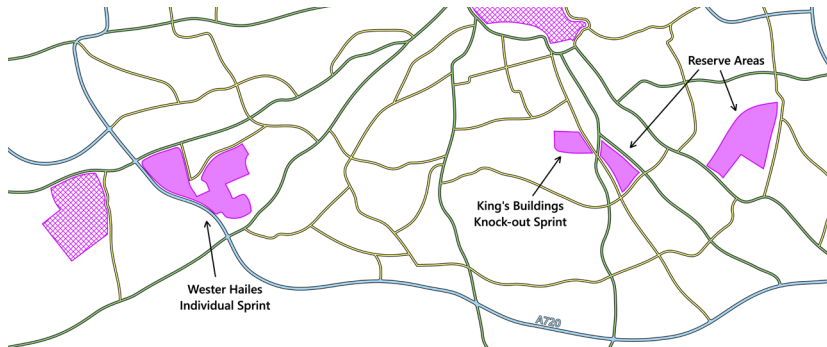 Reserve Areas
King's Buildings
Knock-out Sprint
Wester Hailes
Individual Sprint
A720